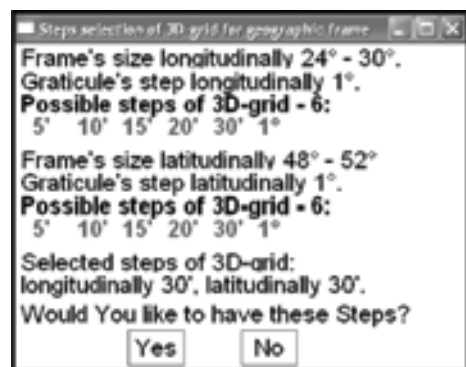 Steps selection of 3D-grid for geographic frame
Frame's size longitudinally 24° - 30°.
Graticule's step longitudinally 1°.
Possible steps of 3D-grid - 6:
5' 10' 15' 20' 30' 1°
Frame's size latitudinally 48° - 52°
Graticule's step latitudinally 1°.
Possible steps of 3D-grid - 6:
5' 10' 15' 20' 30' 1°
Selected steps of 3D-grid:
longitudinally 30', latitudinally 30'.
Would You like to have these Steps?
Yes No